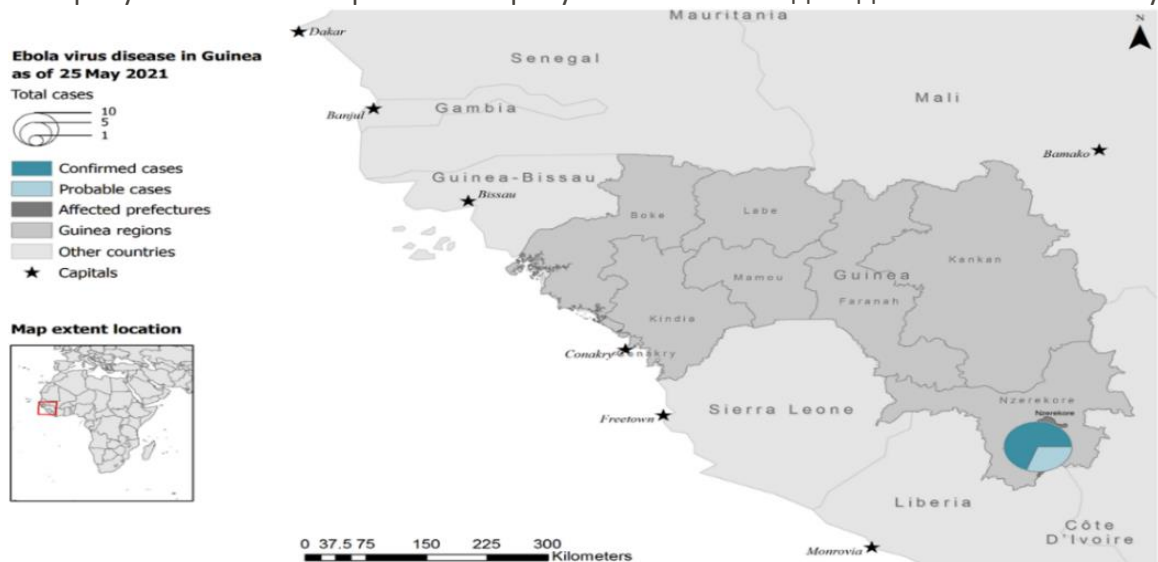 Ebola virus disease in Guinea
as of 25 May 2021
Total cases
10
5
1
Confirmed cases
Probable cases
Affected prefectures
Guinea regions
Other countries
Capitals
Map extent location
N
Mauritania
Dakar
Senegal
Mali
Gambia
Banjul
Bamako
Guinea-Bissau
Bissau
Boke
Labe
Kankan
Mamou
Guinea
Faranah
Kindia
Conakry
Conakry
Nzerekore
Nzerekore
Freetown
Sierra Leone
Liberia
Côte
D'Ivoire
Monrovia
0 37.5 75 150 225 300
Kilometers